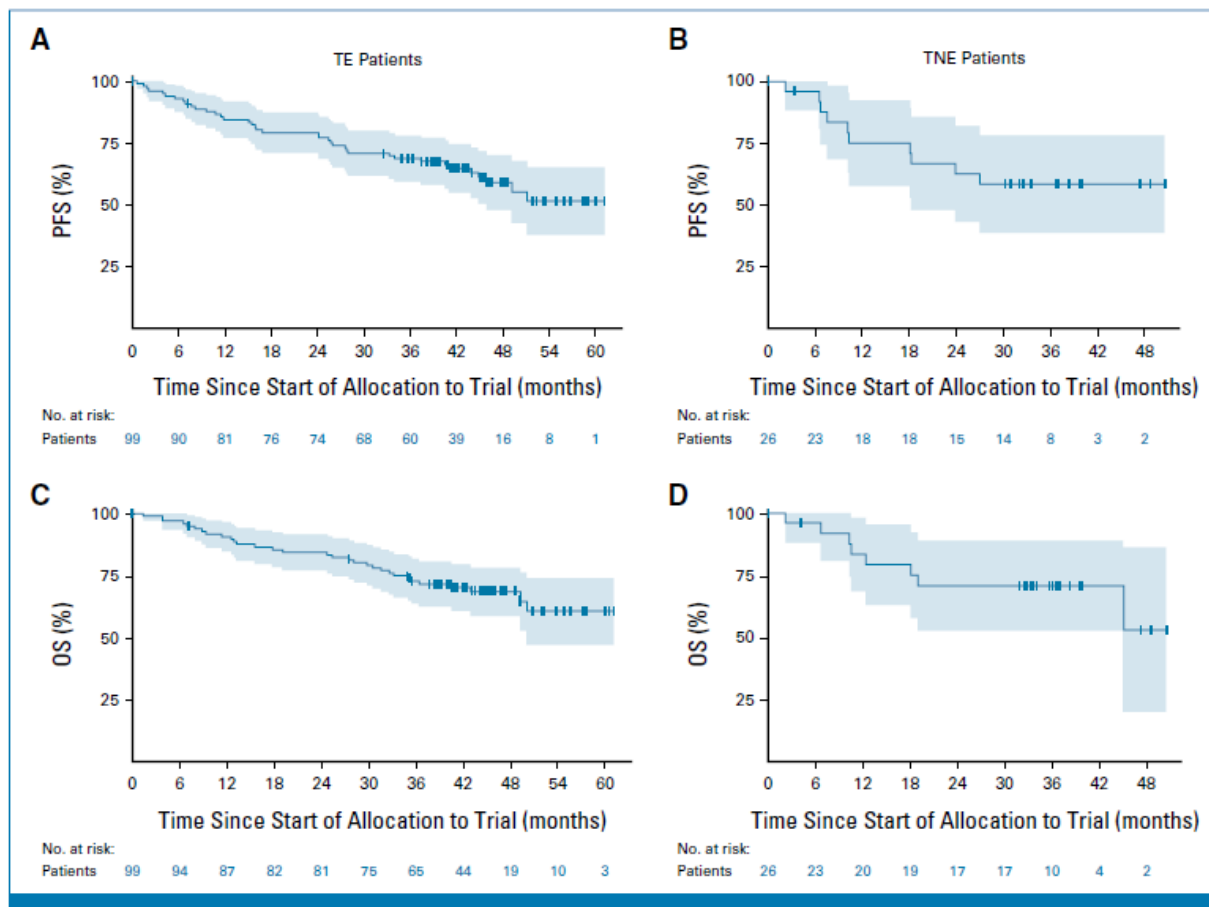 A
TE Patients
100
75
50
25
PFS (%)
0 6 12 18 24 30 36 42 48 54 60
Time Since Start of Allocation to Trial (months)
No. at risk:
Patients 99 90 81 76 74 68 60 39 16 8 1
B
TNE Patients
100
75
50
25
PFS (%)
0 6 12 18 24 30 36 42 48
Time Since Start of Allocation to Trial (months)
No. at risk:
Patients 26 23 18 18 15 14 8 3 2
C
100
75
50
25
OS (%)
0 6 12 18 24 30 36 42 48 54 60
Time Since Start of Allocation to Trial (months)
No. at risk:
Patients 99 94 87 82 81 75 65 44 19 10 3
D
100
75
50
25
OS (%)
0 6 12 18 24 30 36 42 48
Time Since Start of Allocation to Trial (months)
No. at risk:
Patients 26 23 20 19 17 17 10 4 2